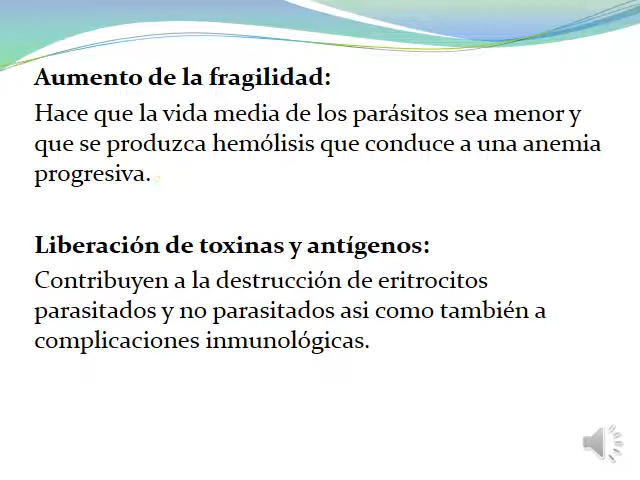 Aumento de la fragilidad:
Hace que la vida media de los parásitos sea menor y
que se produzca hemólisis que conduce a una anemia
progresiva.
Liberación de toxinas y antígenos:
Contribuyen a la destrucción de eritrocitos
parasitados y no parasitados asi como también a
complicaciones inmunológicas.